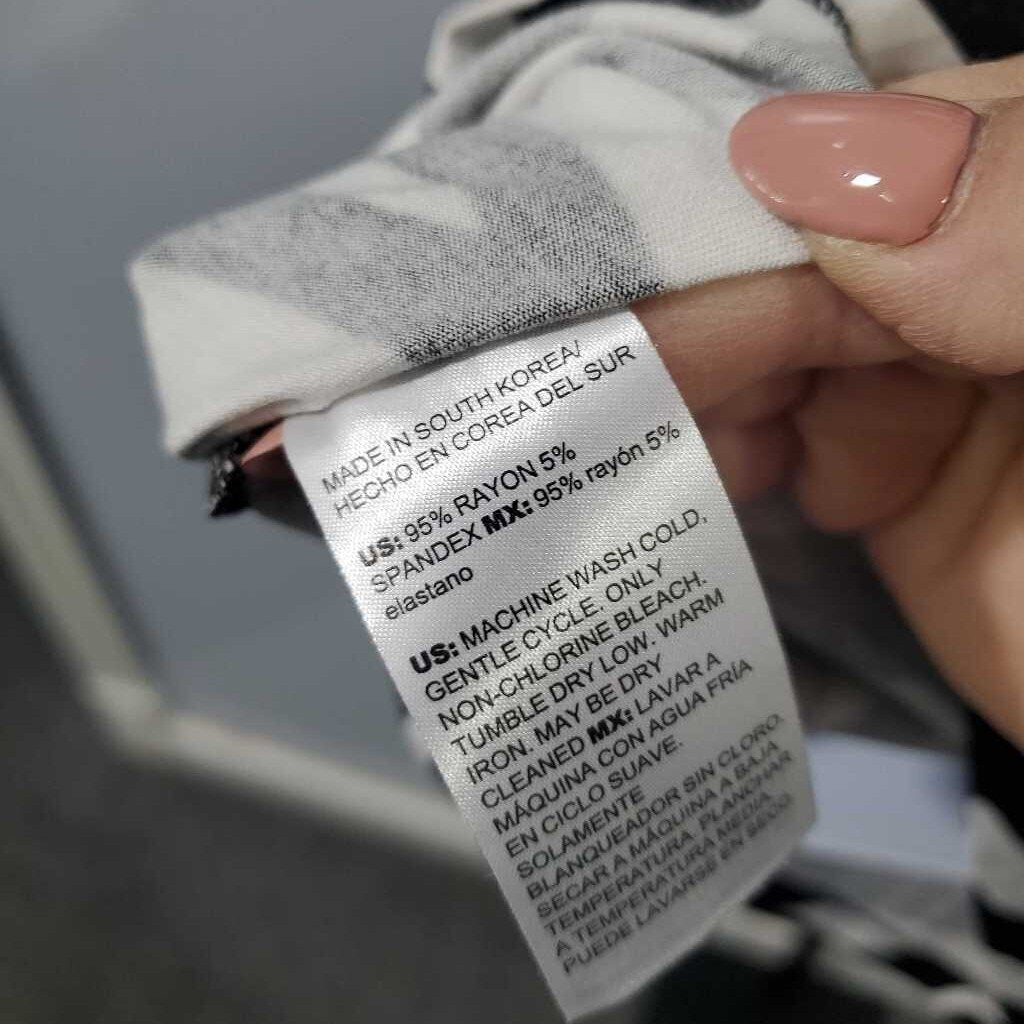 MADE IN SOUTH KOREA/
HECHO EN COREA DEL SUR
US: 95% RAYON 5%
SPANDEX MX: 95% rayón 5%
elastano
US: MACHINE WASH COLD,
GENTLE CYCLE. ONLY
NON-CHLORINE BLEACH.
TUMBLE DRY LOW. WARM
IRON. MAY BE DRY
CLEANED MX: LAVAR A
MÁQUINA CON AGUA FRÍA
EN CICLO SUAVE.
SOLAMENTE
BLANQUEADOR SIN CLORO.
SECAR A MÁQUINA A BAJA
TEMPERATURA. PLANCHAR
A TEMPERATURA MEDIA.
PUEDE LAVARSE EN SECO.